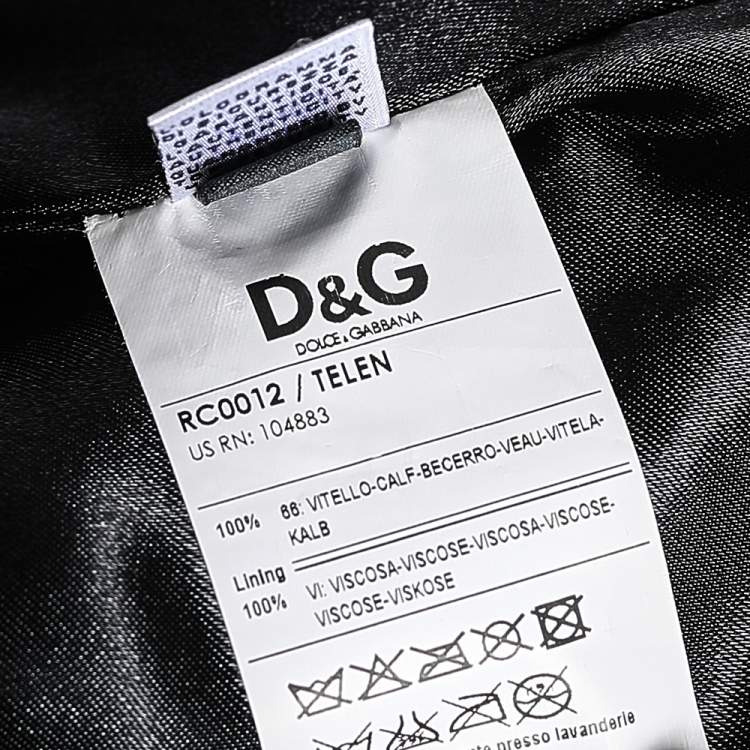 D&G
DOLCE & GABBANA
RC0012 / TELEN
US RN: 104883
100% 66: VITELLO-CALF-BECERRO-VEAU-VITELA-
KALB
Lining
100% VI: VISCOSA-VISCOSE-VISCOSA-VISCOSE-
VISCOSE-VISKOSE
presso lavanderie